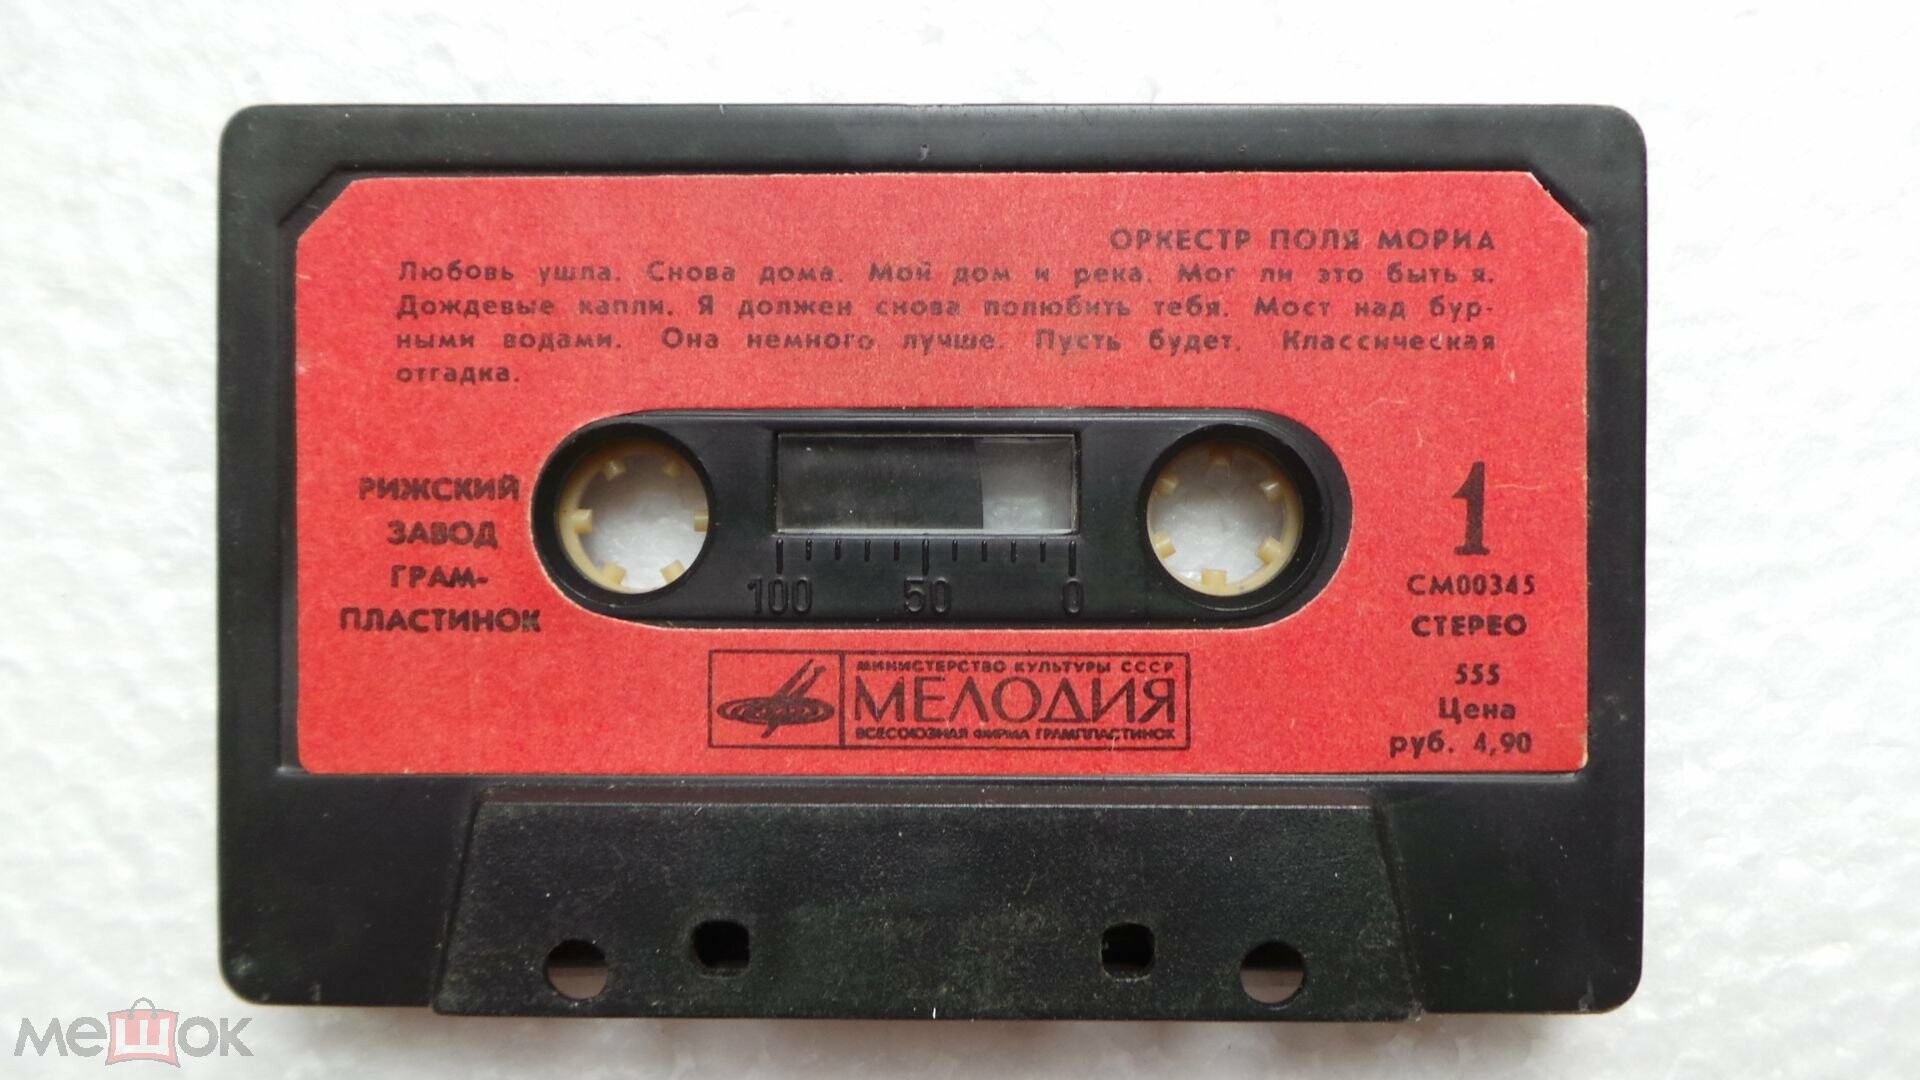 ОРКЕСТР ПОЛЯ МОРИА
Любовь ушла. Снова дома. Мой дом и река. Мог ли это быть я.
Дождевые капли. Я должен снова полюбить тебя. Мост над бур-
ными водами. Она немного лучше. Пусть будет. Классическая
отгадка.
РИЖСКИЙ
ЗАВОД
ГРАМ-
ПЛАСТИНОК
100 50 0
1
СМ00345
СТЕРЕО
555
Цена
руб. 4,90
МИНИСТЕРСТВО КУЛЬТУРЫ СССР
МЕЛОДИЯ
ВСЕСОЮЗНАЯ ФИРМА ГРАМПЛАСТИНОК
мешок